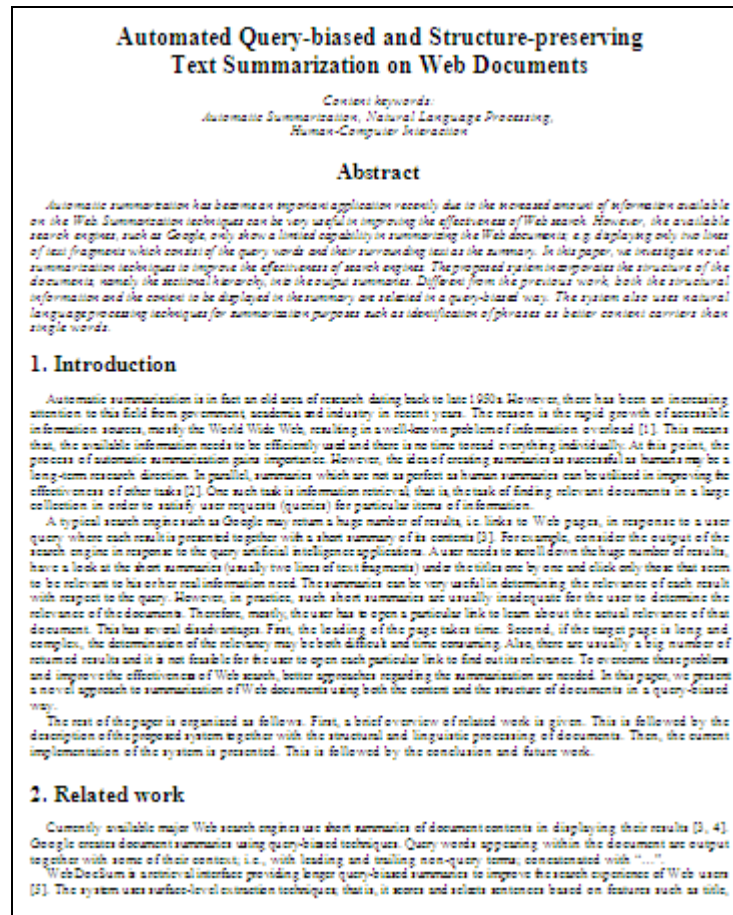 Automated Query-biased and Structure-preserving
Text Summarization on Web Documents
Content keywords:
Automatic Summarization, Natural Language Processing,
Human-Computer Interaction
Abstract
Automatic summarization has become an important application recently due to the increased amount of information available
on the Web. Summarization techniques can be very useful in improving the effectiveness of Web search. However, the available
search engines, such as Google, only show a limited capability in summarizing the Web documents; e.g. displaying only two lines
of text fragments which consist of the query words and their surrounding text as the summary. In this paper, we investigate novel
summarization techniques to improve the effectiveness of search engines. The proposed system incorporates the structure of the
documents, namely the sectional hierarchy, into the output summaries. Different from the previous work, both the structural
information and the content to be displayed in the summary are selected in a query-biased way. The system also uses natural
language processing techniques for summarization purposes such as identification of phrases as better content carriers than
single words.
1. Introduction
Automatic summarization is in fact an old area of research dating back to late 1950s. However, there has been an increasing
attention to this field from government, academia and industry in recent years. The reason is the rapid growth of accessible
information sources, mostly the World Wide Web, resulting in a well-known problem of information overload [1]. This means
that, the available information needs to be efficiently used and there is no time to read everything individually. At this point, the
process of automatic summarization gains importance. However, the idea of creating summaries as successful as humans may be a
long-term research direction. In parallel, summaries which are not as perfect as human summaries can be utilized in improving the
effectiveness of other tasks [2]. One such task is information retrieval, that is, the task of finding relevant documents in a large
collection in order to satisfy user requests (queries) for particular items of information.
A typical search engine such as Google may return a huge number of results, i.e. links to Web pages, in response to a user
query where each result is presented together with a short summary of its contents [3]. For example, consider the output of the
search engine in response to the query artificial intelligence applications. A user needs to scroll down the huge number of results,
have a look at the short summaries (usually two lines of text fragments) under the titles one by one and click only those that seem
to be relevant to his or her real information need. The summaries can be very useful in determining, the relevance of each result
with respect to the query. However, in practice, such short summaries are usually inadequate for the user to determine the
relevance of the documents. Therefore, mostly, the user has to open a particular link to learn about the actual relevance of that
document. This has several disadvantages. First, the loading of the page takes time. Second, if the target page is long and
complex, the determination of the relevancy may be both difficult and time consuming. Also, there are usually a big number of
returned results and it is not feasible for the user to open each particular link to find out its relevance. To overcome these problems
and improve the effectiveness of Web search, better approaches regarding the summarization are needed. In this paper, we present
a novel approach to summarization of Web documents using both the content and the structure of documents in a query-biased
way.
The rest of the paper is organized as follows. First, a brief overview of related work is given. This is followed by the
description of the proposed system together with the structural and linguistic processing of documents. Then, the current
implementation of the system is presented. This is followed by the conclusion and future work.
2. Related work
Currently available major Web search engines use short summaries of document contents in displaying their results [3, 4].
Google creates document summaries using query-biased techniques. Query words appearing within the document are output
together with some of their context; i.e., with leading and trailing non-query terms; concatenated with “...”.
WebDocSum is a retrieval interface providing longer query-biased summaries to improve the search experience of Web users
[5]. The system uses surface-level extraction techniques, that is, it scores and selects sentences based on features such as title,